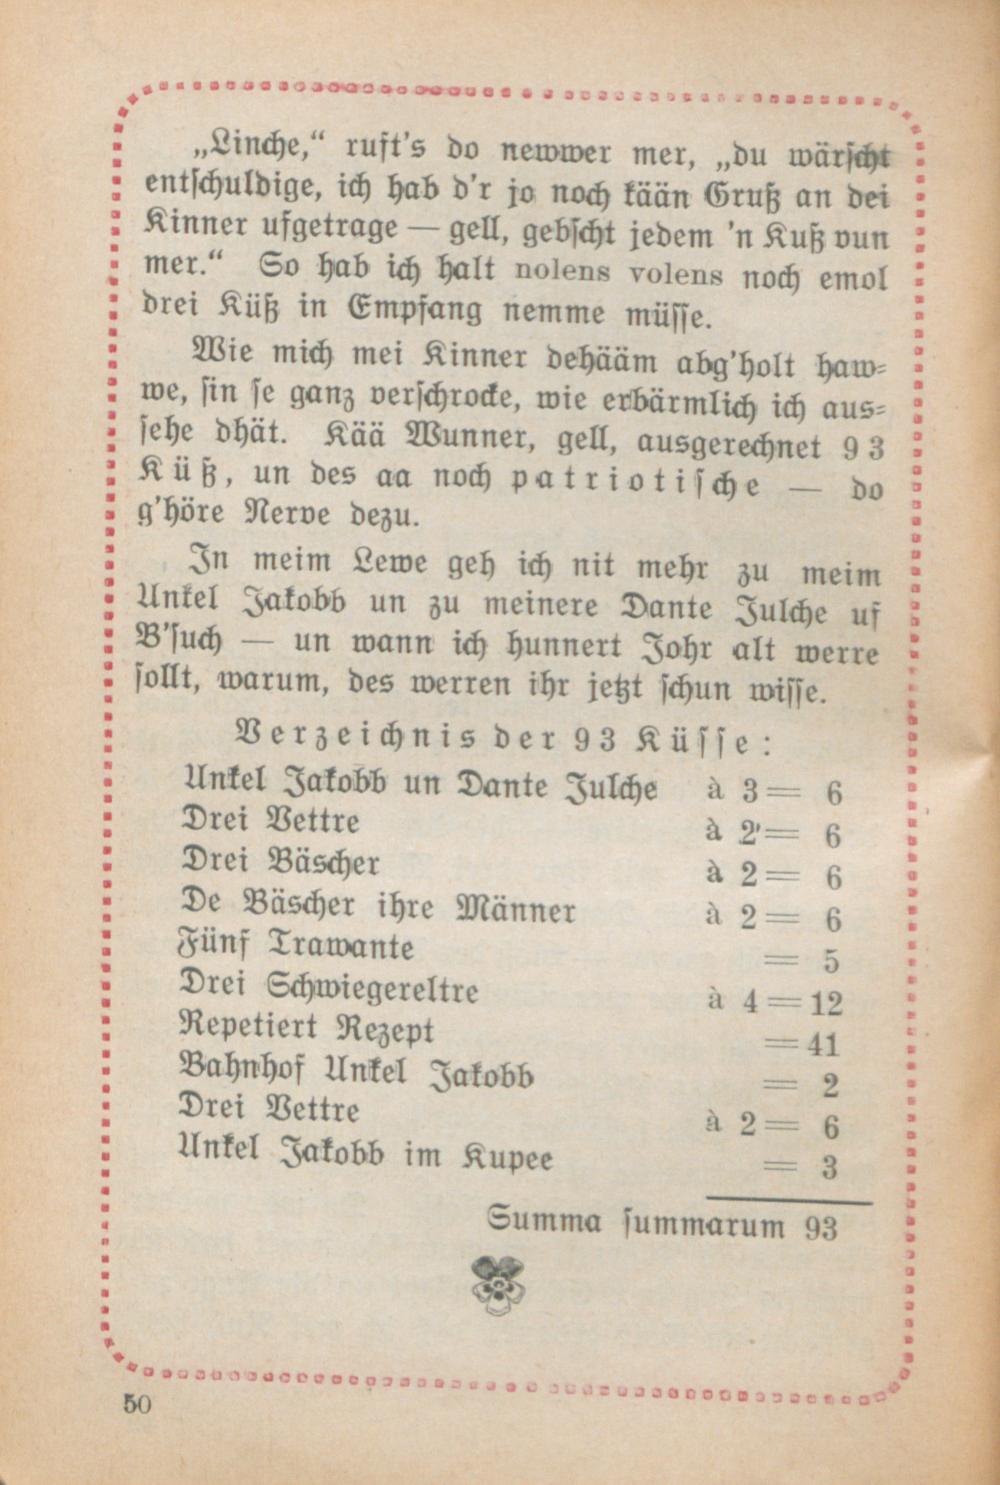 „Linche,“ ruft's do newwer mer, „du wärscht
entschuldige, ich hab d'r jo noch kään Gruß an dei
Kinner ufgetrage — gell, gebscht jedem 'n Kuß vun
mer.“ So hab ich halt nolens volens noch emol
drei Küß in Empfang nemme müsse.
Wie mich mei Kinner dehääm abg'holt haw-
we, sin se ganz verschrocke, wie erbärmlich ich aus-
sehe dhät. Kää Wunner, gell, ausgerechnet 93
Küß, un des aa noch patriotische — do
g'höre Nerve dezu.
In meim Lewe geh ich nit mehr zu meim
Unkel Jakobb un zu meinere Dante Julche uf
B'such — un wann ich hunnert Johr alt werre
sollt, warum, des werren ihr jetzt schun wisse.
Verzeichnis der 93 Küsse:
Unkel Jakobb un Dante Julche à 3 = 6
Drei Vettre à 2 = 6
Drei Bäscher à 2 = 6
De Bäscher ihre Männer à 2 = 6
Fünf Trawante = 5
Drei Schwiegereltre à 4 = 12
Repetiert Rezept = 41
Bahnhof Unkel Jakobb = 2
Drei Vettre à 2 = 6
Unkel Jakobb im Kupee = 3
Summa summarum 93
50